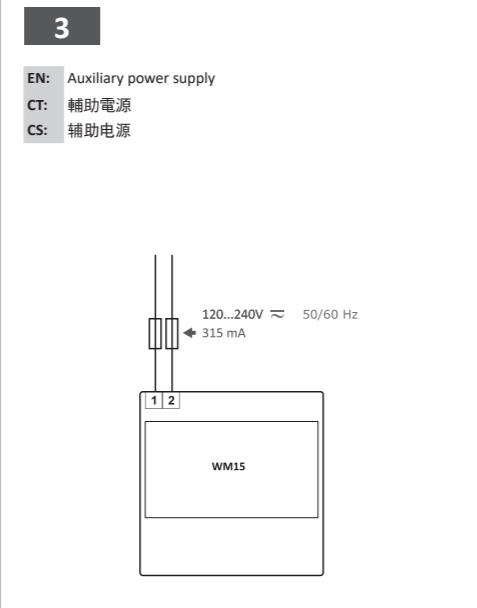 3
EN: Auxiliary power supply
CT: 輔助電源
CS: 辅助电源
120...240V ⎓ 50/60 Hz
315 mA
1 2
WM15